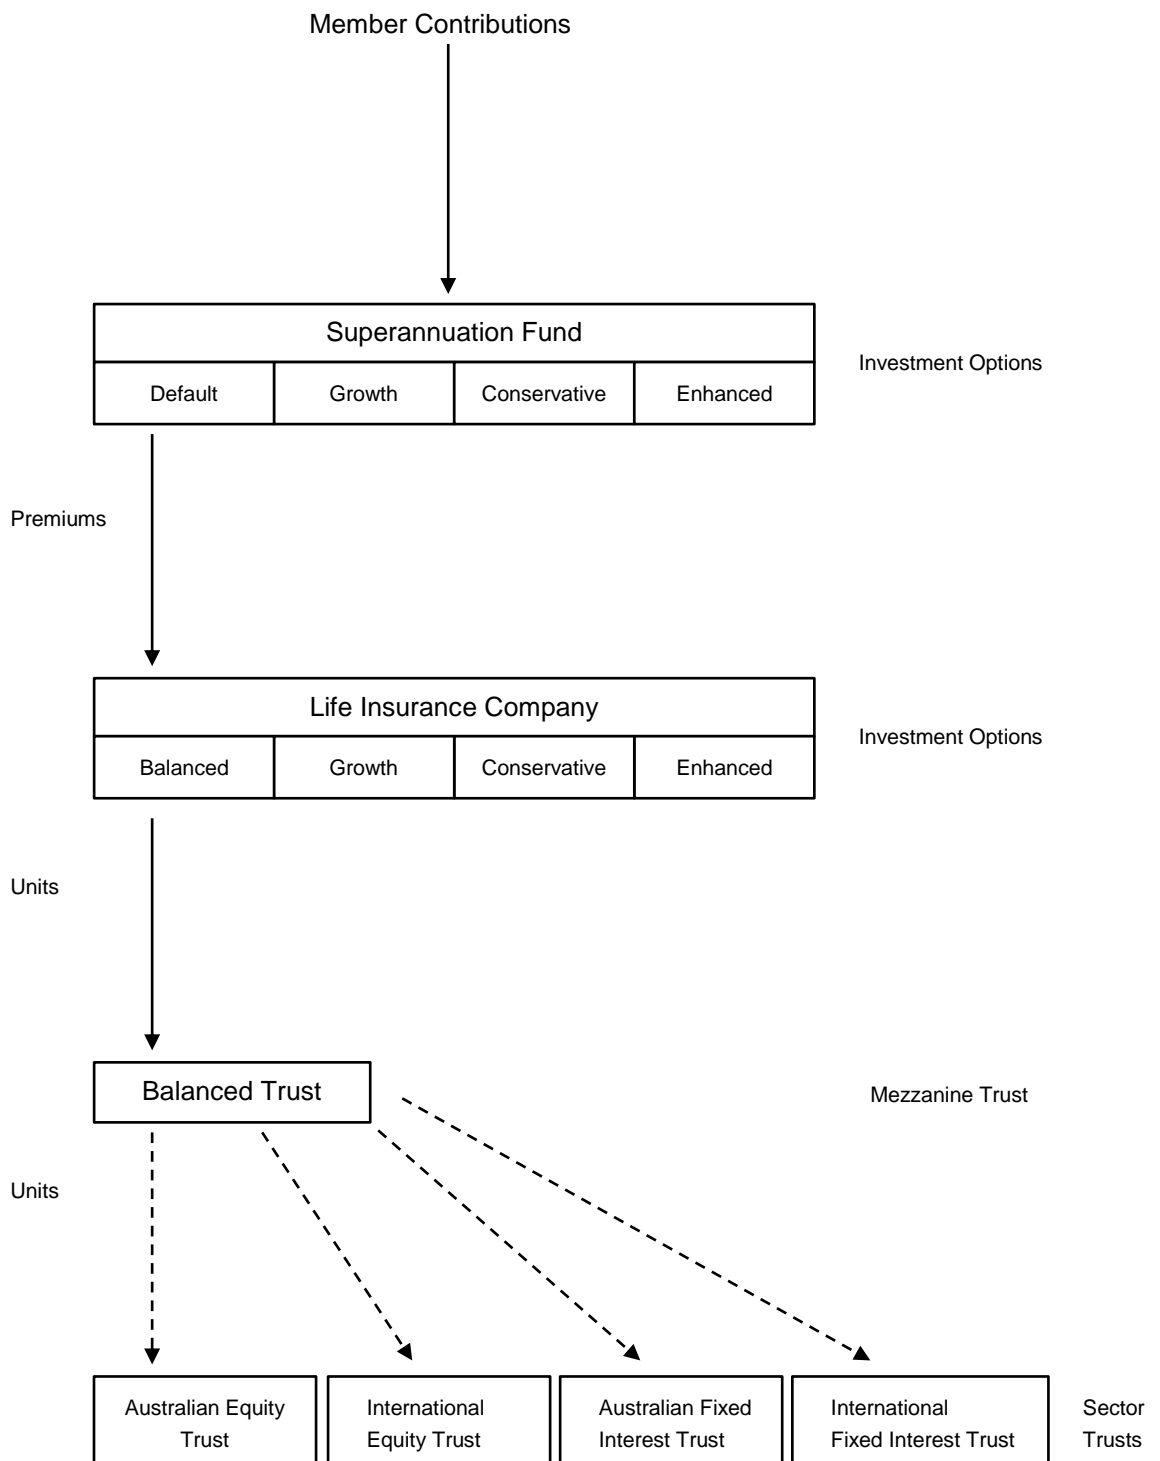 Member Contributions
Superannuation Fund
Investment Options
Default
Growth
Conservative
Enhanced
Premiums
Life Insurance Company
Investment Options
Balanced
Growth
Conservative
Enhanced
Units
Balanced Trust
Mezzanine Trust
Units
Australian Equity
Trust
International
Equity Trust
Australian Fixed
Interest Trust
International
Fixed Interest Trust
Sector
Trusts